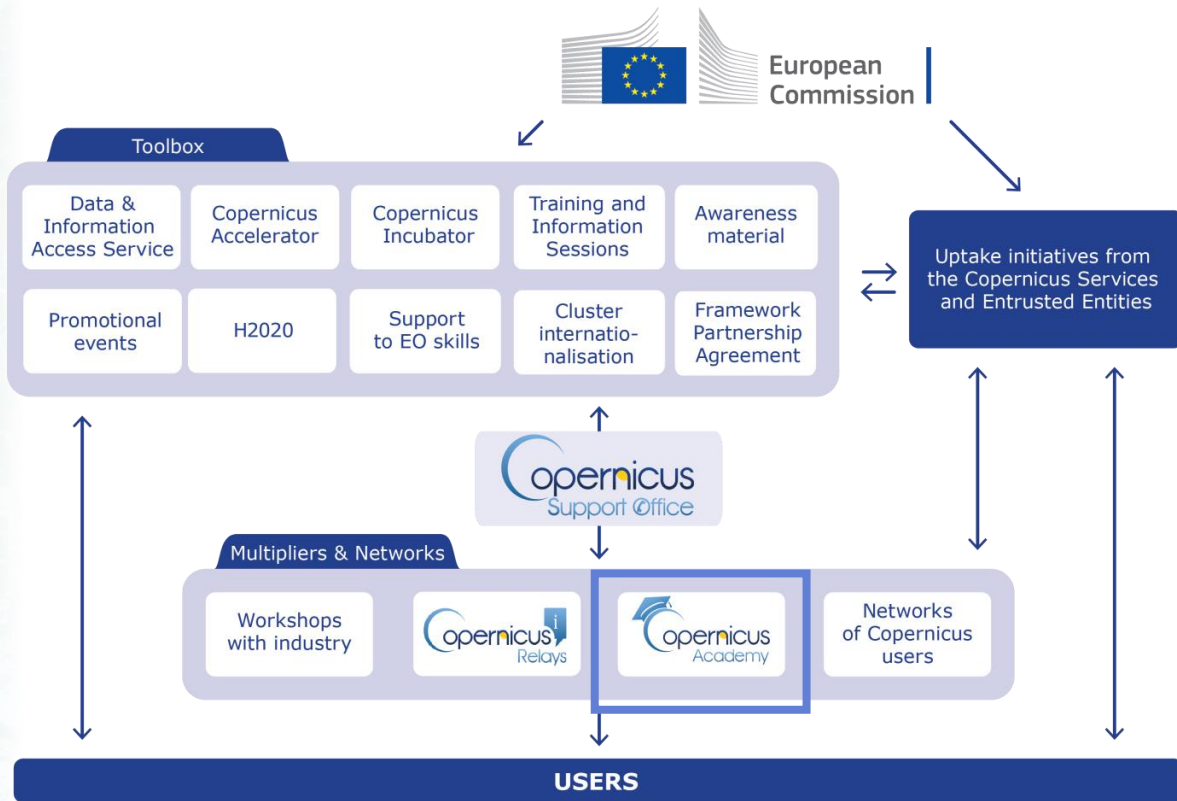 European
Commission
Toolbox
Data &
Information
Access Service
Copernicus
Accelerator
Copernicus
Incubator
Training and
Information
Sessions
Awareness
material
Promotional
events
H2020
Support
to EO skills
Cluster
internatio-
nalisation
Framework
Partnership
Agreement
Uptake initiatives from
the Copernicus Services
and Entrusted Entities
Copernicus
Support Office
Multipliers & Networks
Workshops
with industry
Copernicus
Relays
Copernicus
Academy
Networks
of Copernicus
users
USERS